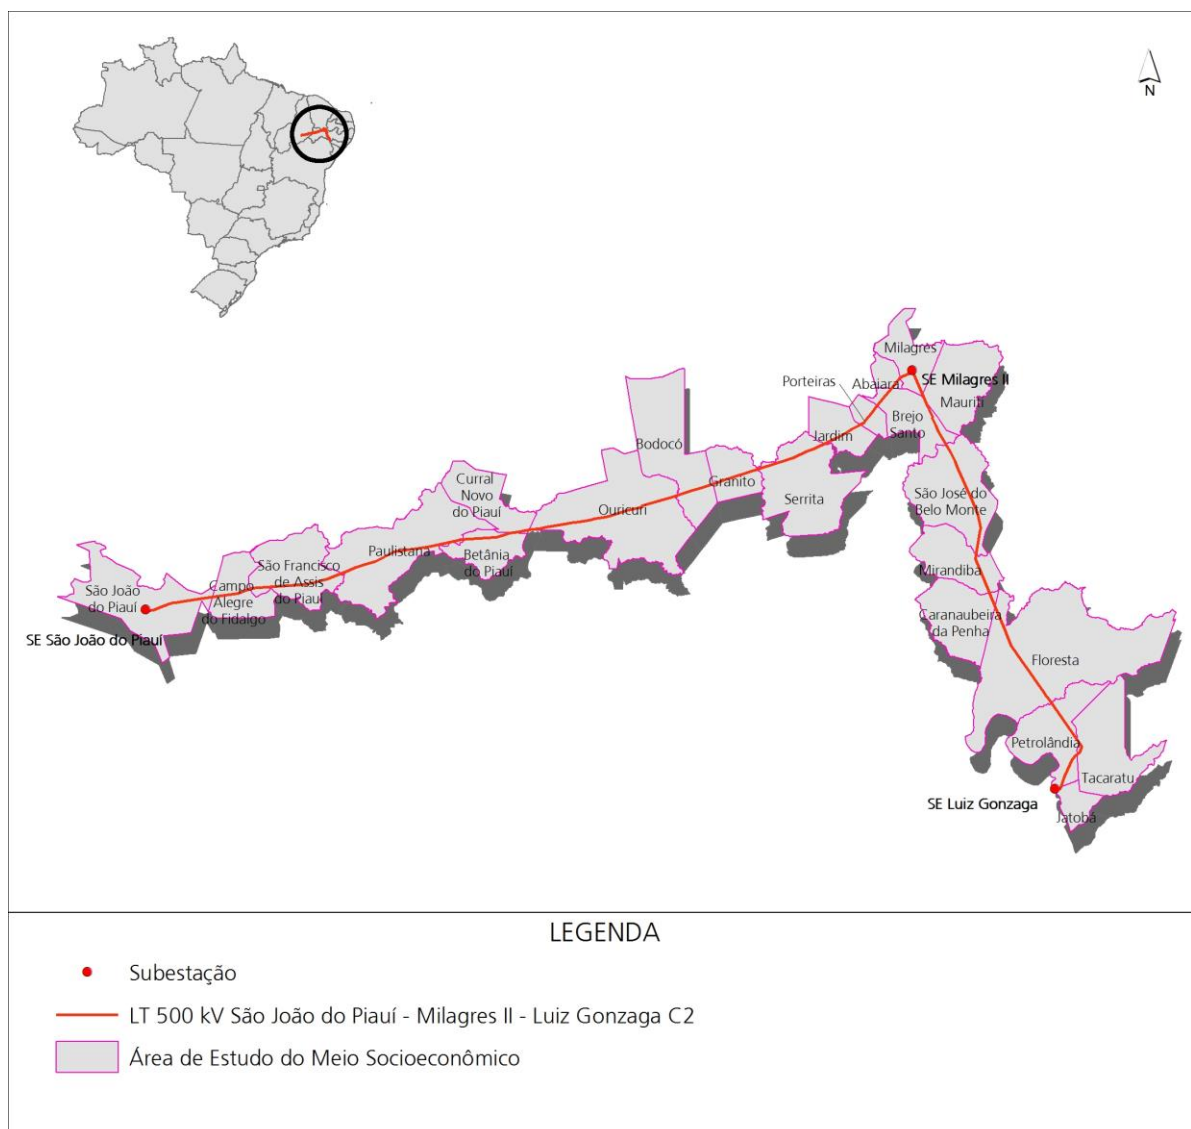 N
Milagres
SE Milagres II
Porteiras
Abaiara
Mauriti
Brejo
Santo
Jardim
Bodocó
Granito
Serrita
Curral
Novo
do Piauí
Ouricuri
São José do
Belo Monte
Paulistana
Betânia
do Piauí
São Francisco
de Assis
do Piauí
Mirandiba
São João
do Piauí
Campo
Alegre
do Fidalgo
Caranaubeira
da Penha
SE São João do Piauí
Floresta
Petrolândia
Tacaratu
SE Luiz Gonzaga
Jatobá
LEGENDA
Subestação
LT 500 kV São João do Piauí - Milagres II - Luiz Gonzaga C2
Área de Estudo do Meio Socioeconômico